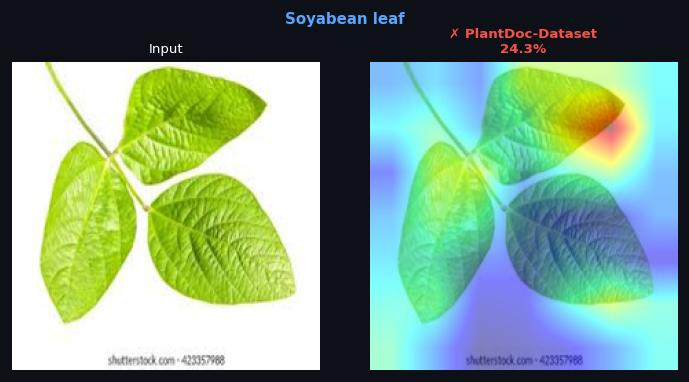 Soyabean leaf
Input
✗ PlantDoc-Dataset
24.3%
shutterstock.com · 423357988
shutterstock.com · 423357988